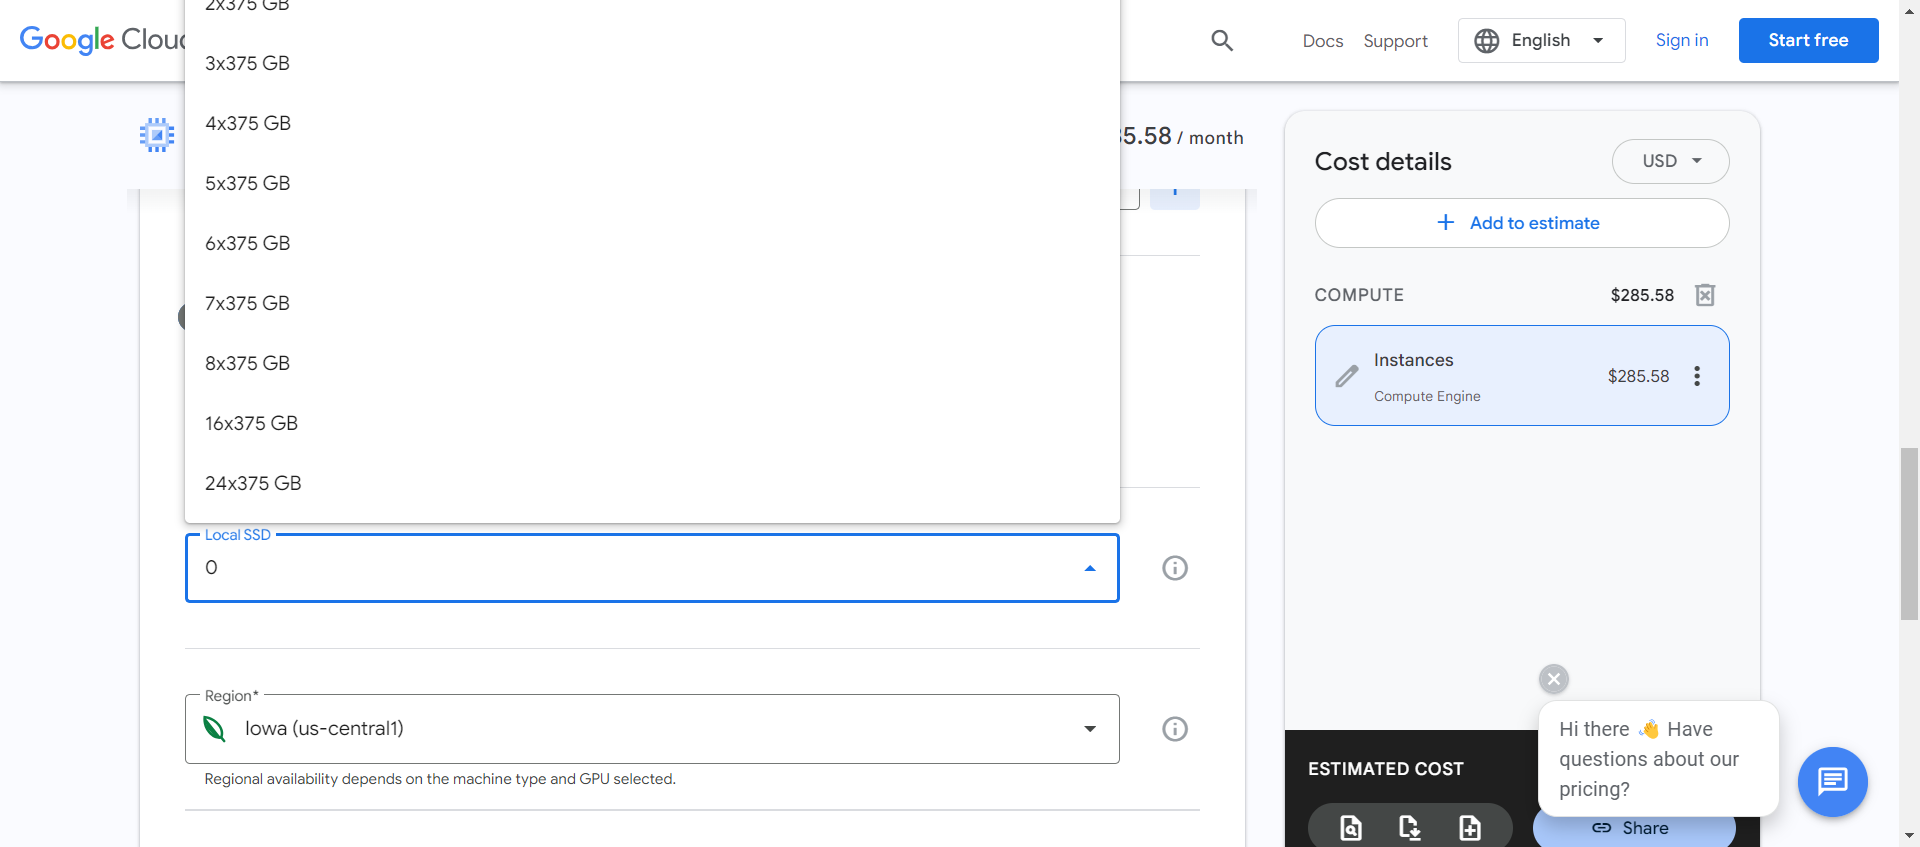 Google Cloud
Docs
Support
English
Sign in
Start free
2x375 GB
3x375 GB
4x375 GB
5x375 GB
6x375 GB
7x375 GB
8x375 GB
16x375 GB
24x375 GB
35.58 / month
Local SSD
0
Region*
Iowa (us-central1)
Regional availability depends on the machine type and GPU selected.
Cost details
USD
Add to estimate
COMPUTE
$285.58
Instances
$285.58
Compute Engine
ESTIMATED COST
Hi there 👋 Have
questions about our
pricing?
Share